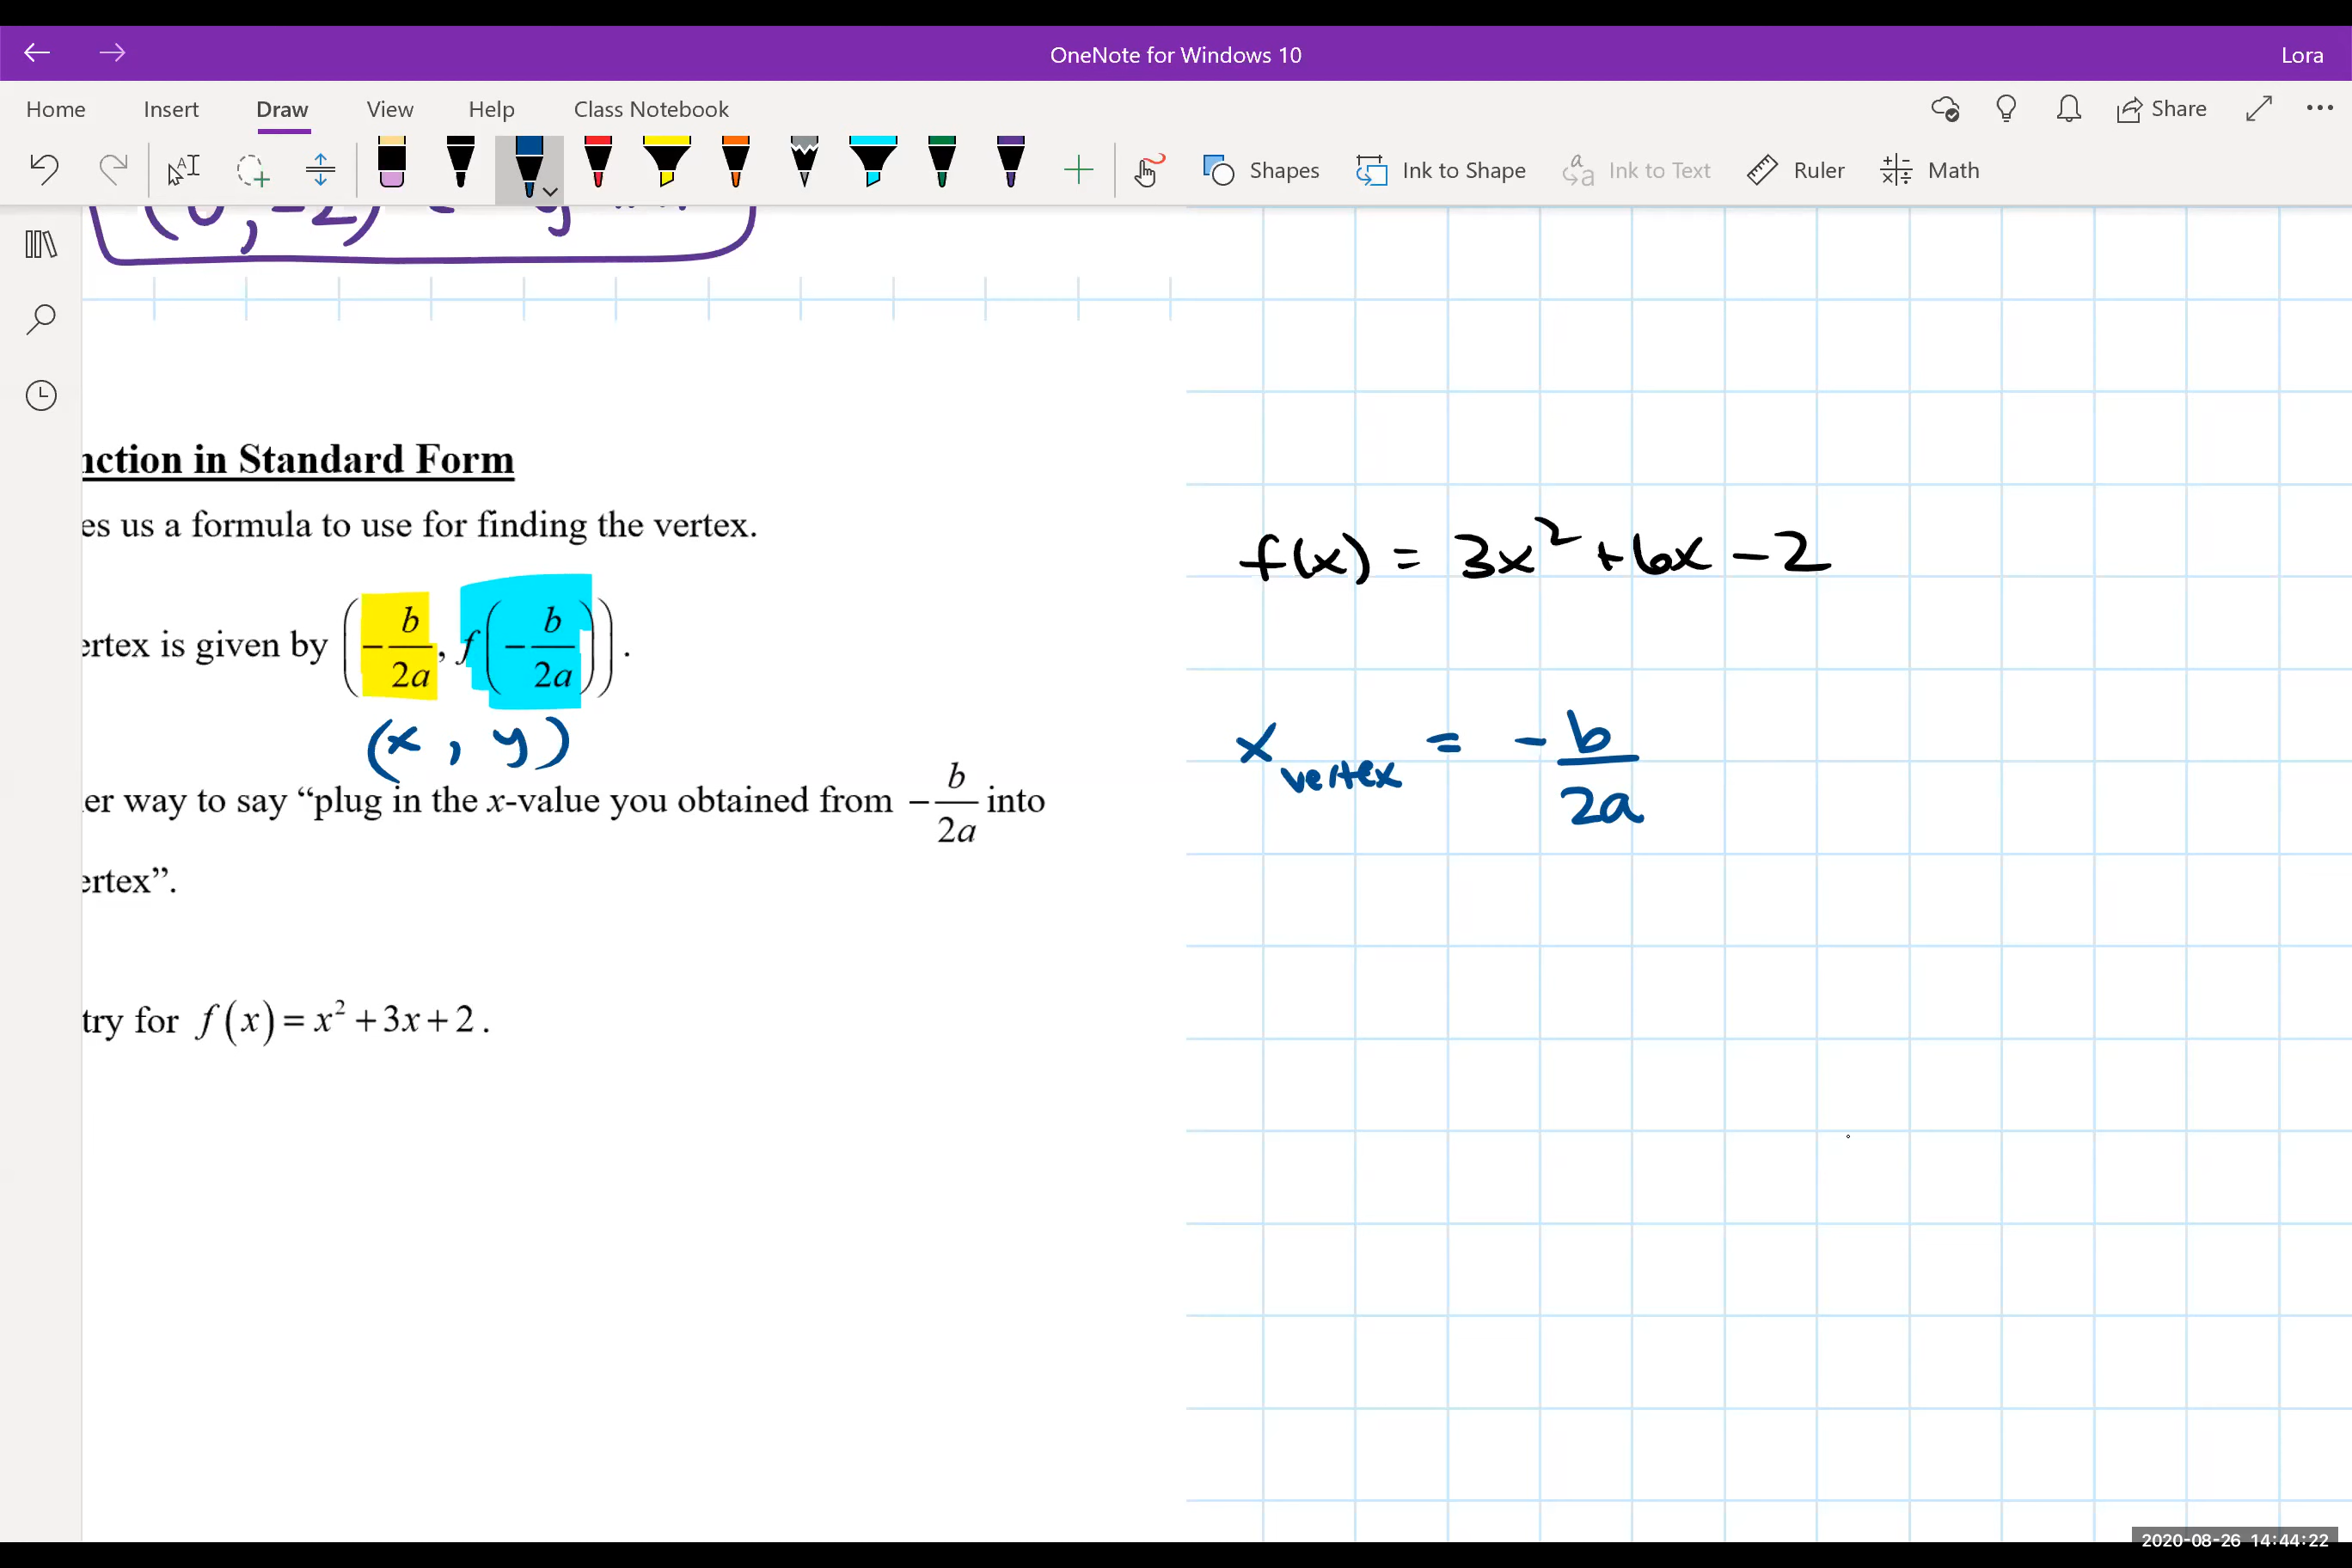 OneNote for Windows 10
Lora
Home Insert Draw View Help Class Notebook
Share
Shapes Ink to Shape Ink to Text Ruler Math
(0, -2)
nction in Standard Form
es us a formula to use for finding the vertex.
ertex is given by (-b/2a, f(-b/2a)).
(x, y)
er way to say “plug in the x-value you obtained from -b/2a into
ertex”.
try for f(x) = x² + 3x + 2.
f(x) = 3x² + 6x - 2
x vertex = -b/2a
2020-08-26 14:44:22